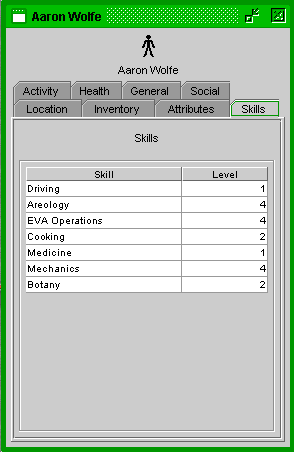 Aaron Wolfe
Aaron Wolfe
Activity Health General Social
Location Inventory Attributes Skills
Skills
Skill Level
Driving 1
Areology 4
EVA Operations 4
Cooking 2
Medicine 1
Mechanics 4
Botany 2